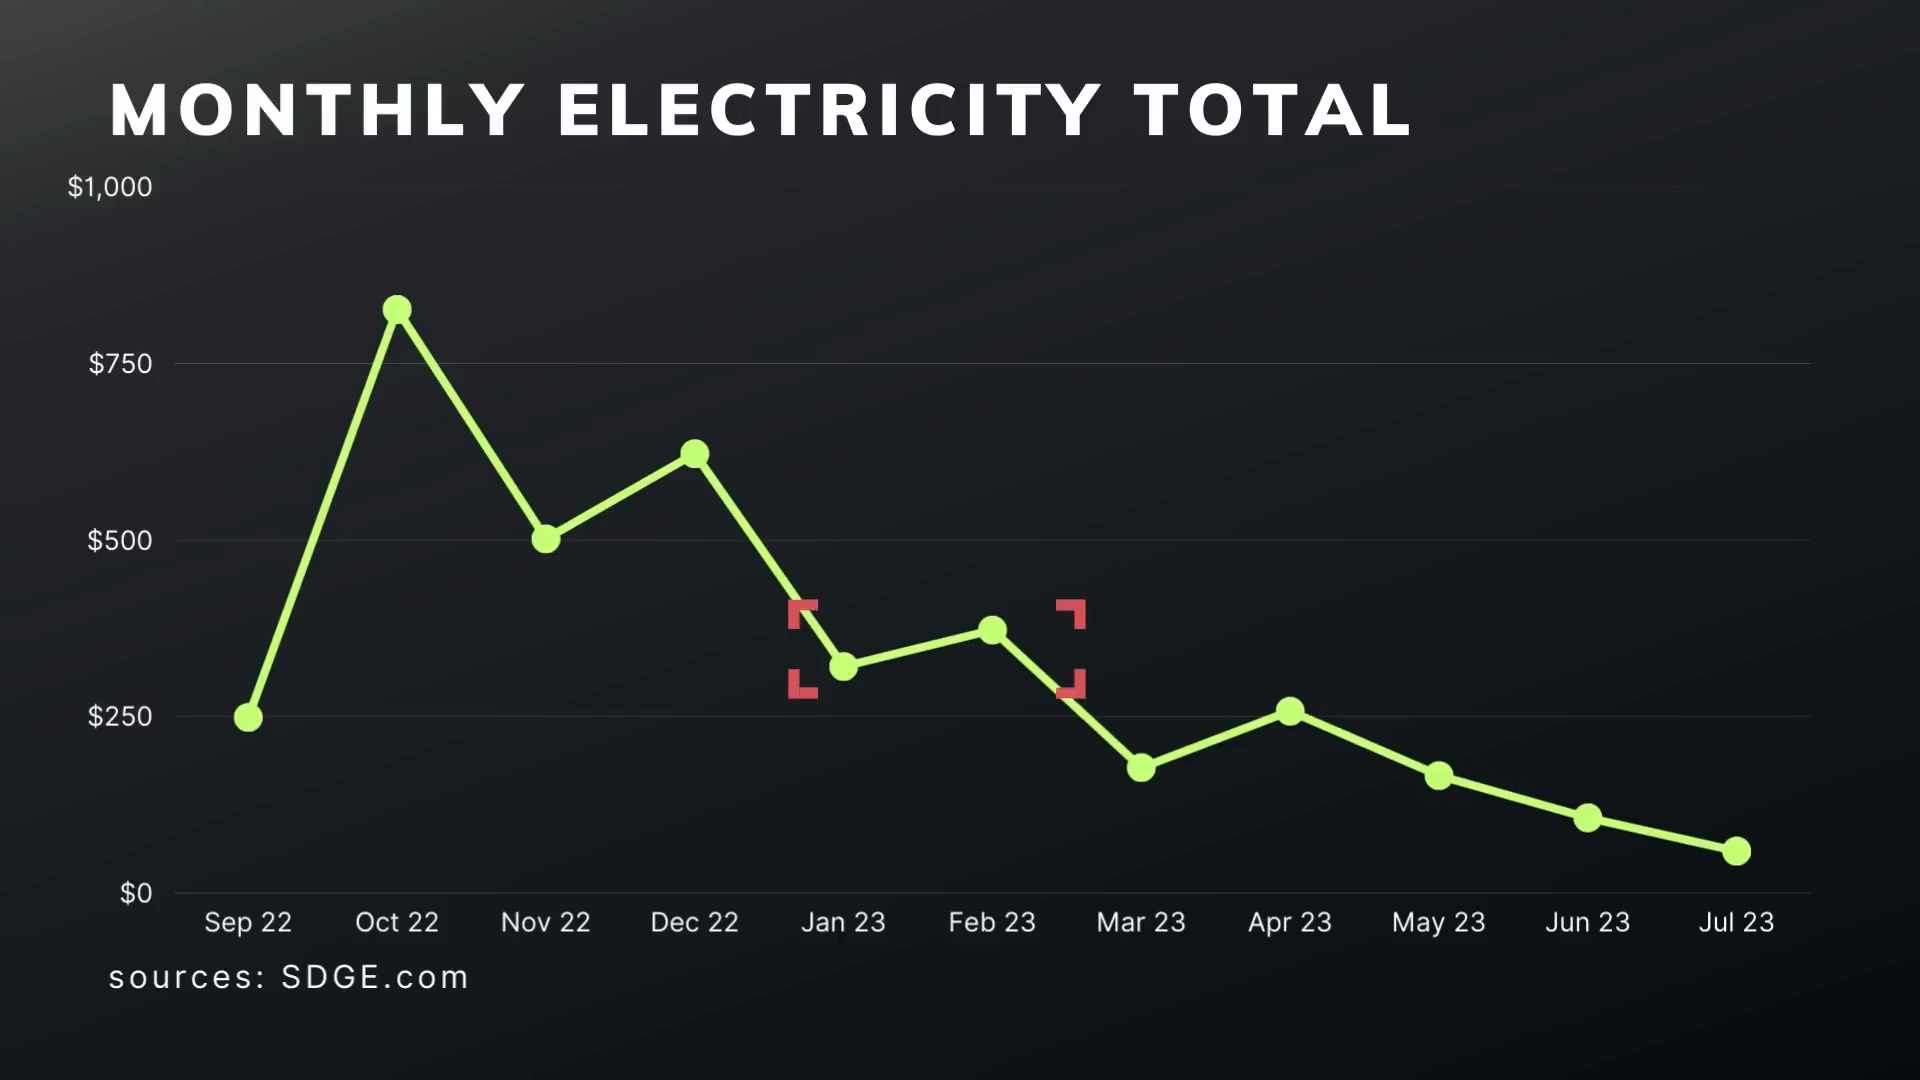 MONTHLY ELECTRICITY TOTAL
$1,000
$750
$500
$250
$0
Sep 22 Oct 22 Nov 22 Dec 22 Jan 23 Feb 23 Mar 23 Apr 23 May 23 Jun 23 Jul 23
sources: SDGE.com